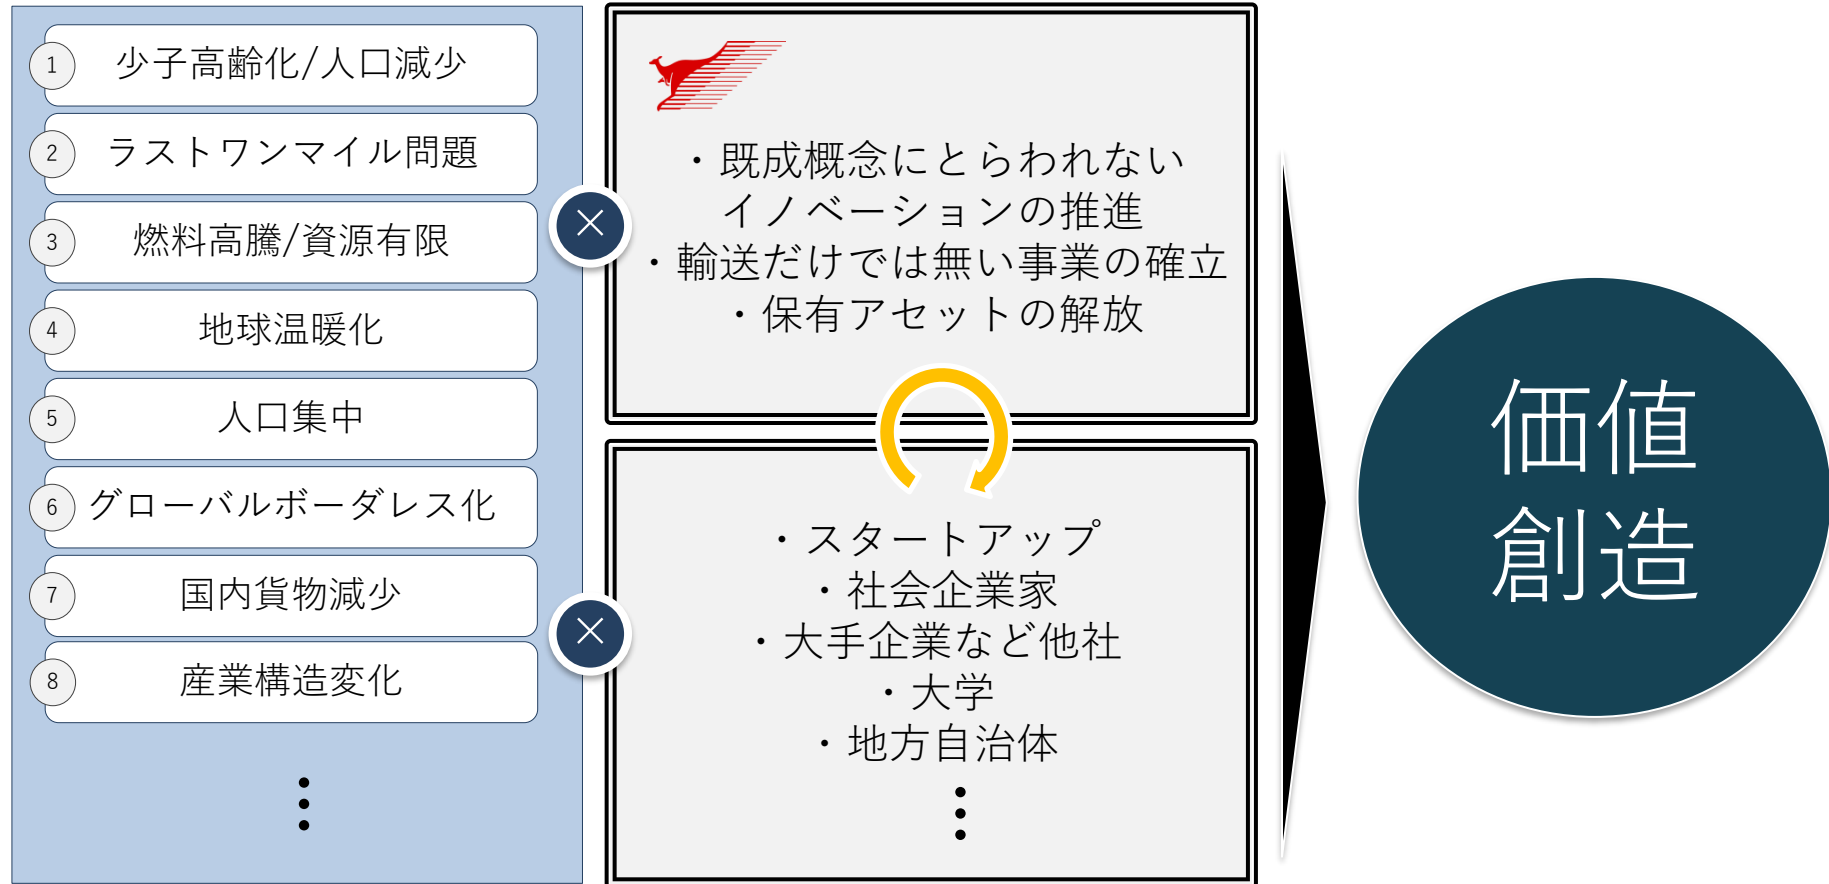 1 少子高齢化/人口減少
2 ラストワンマイル問題
3 燃料高騰/資源有限
4 地球温暖化
5 人口集中
6 グローバルボーダレス化
7 国内貨物減少
8 産業構造変化
⋮
×
×
・既成概念にとらわれない
イノベーションの推進
・輸送だけでは無い事業の確立
・保有アセットの解放
・スタートアップ
・社会企業家
・大手企業など他社
・大学
・地方自治体
⋮
価値
創造